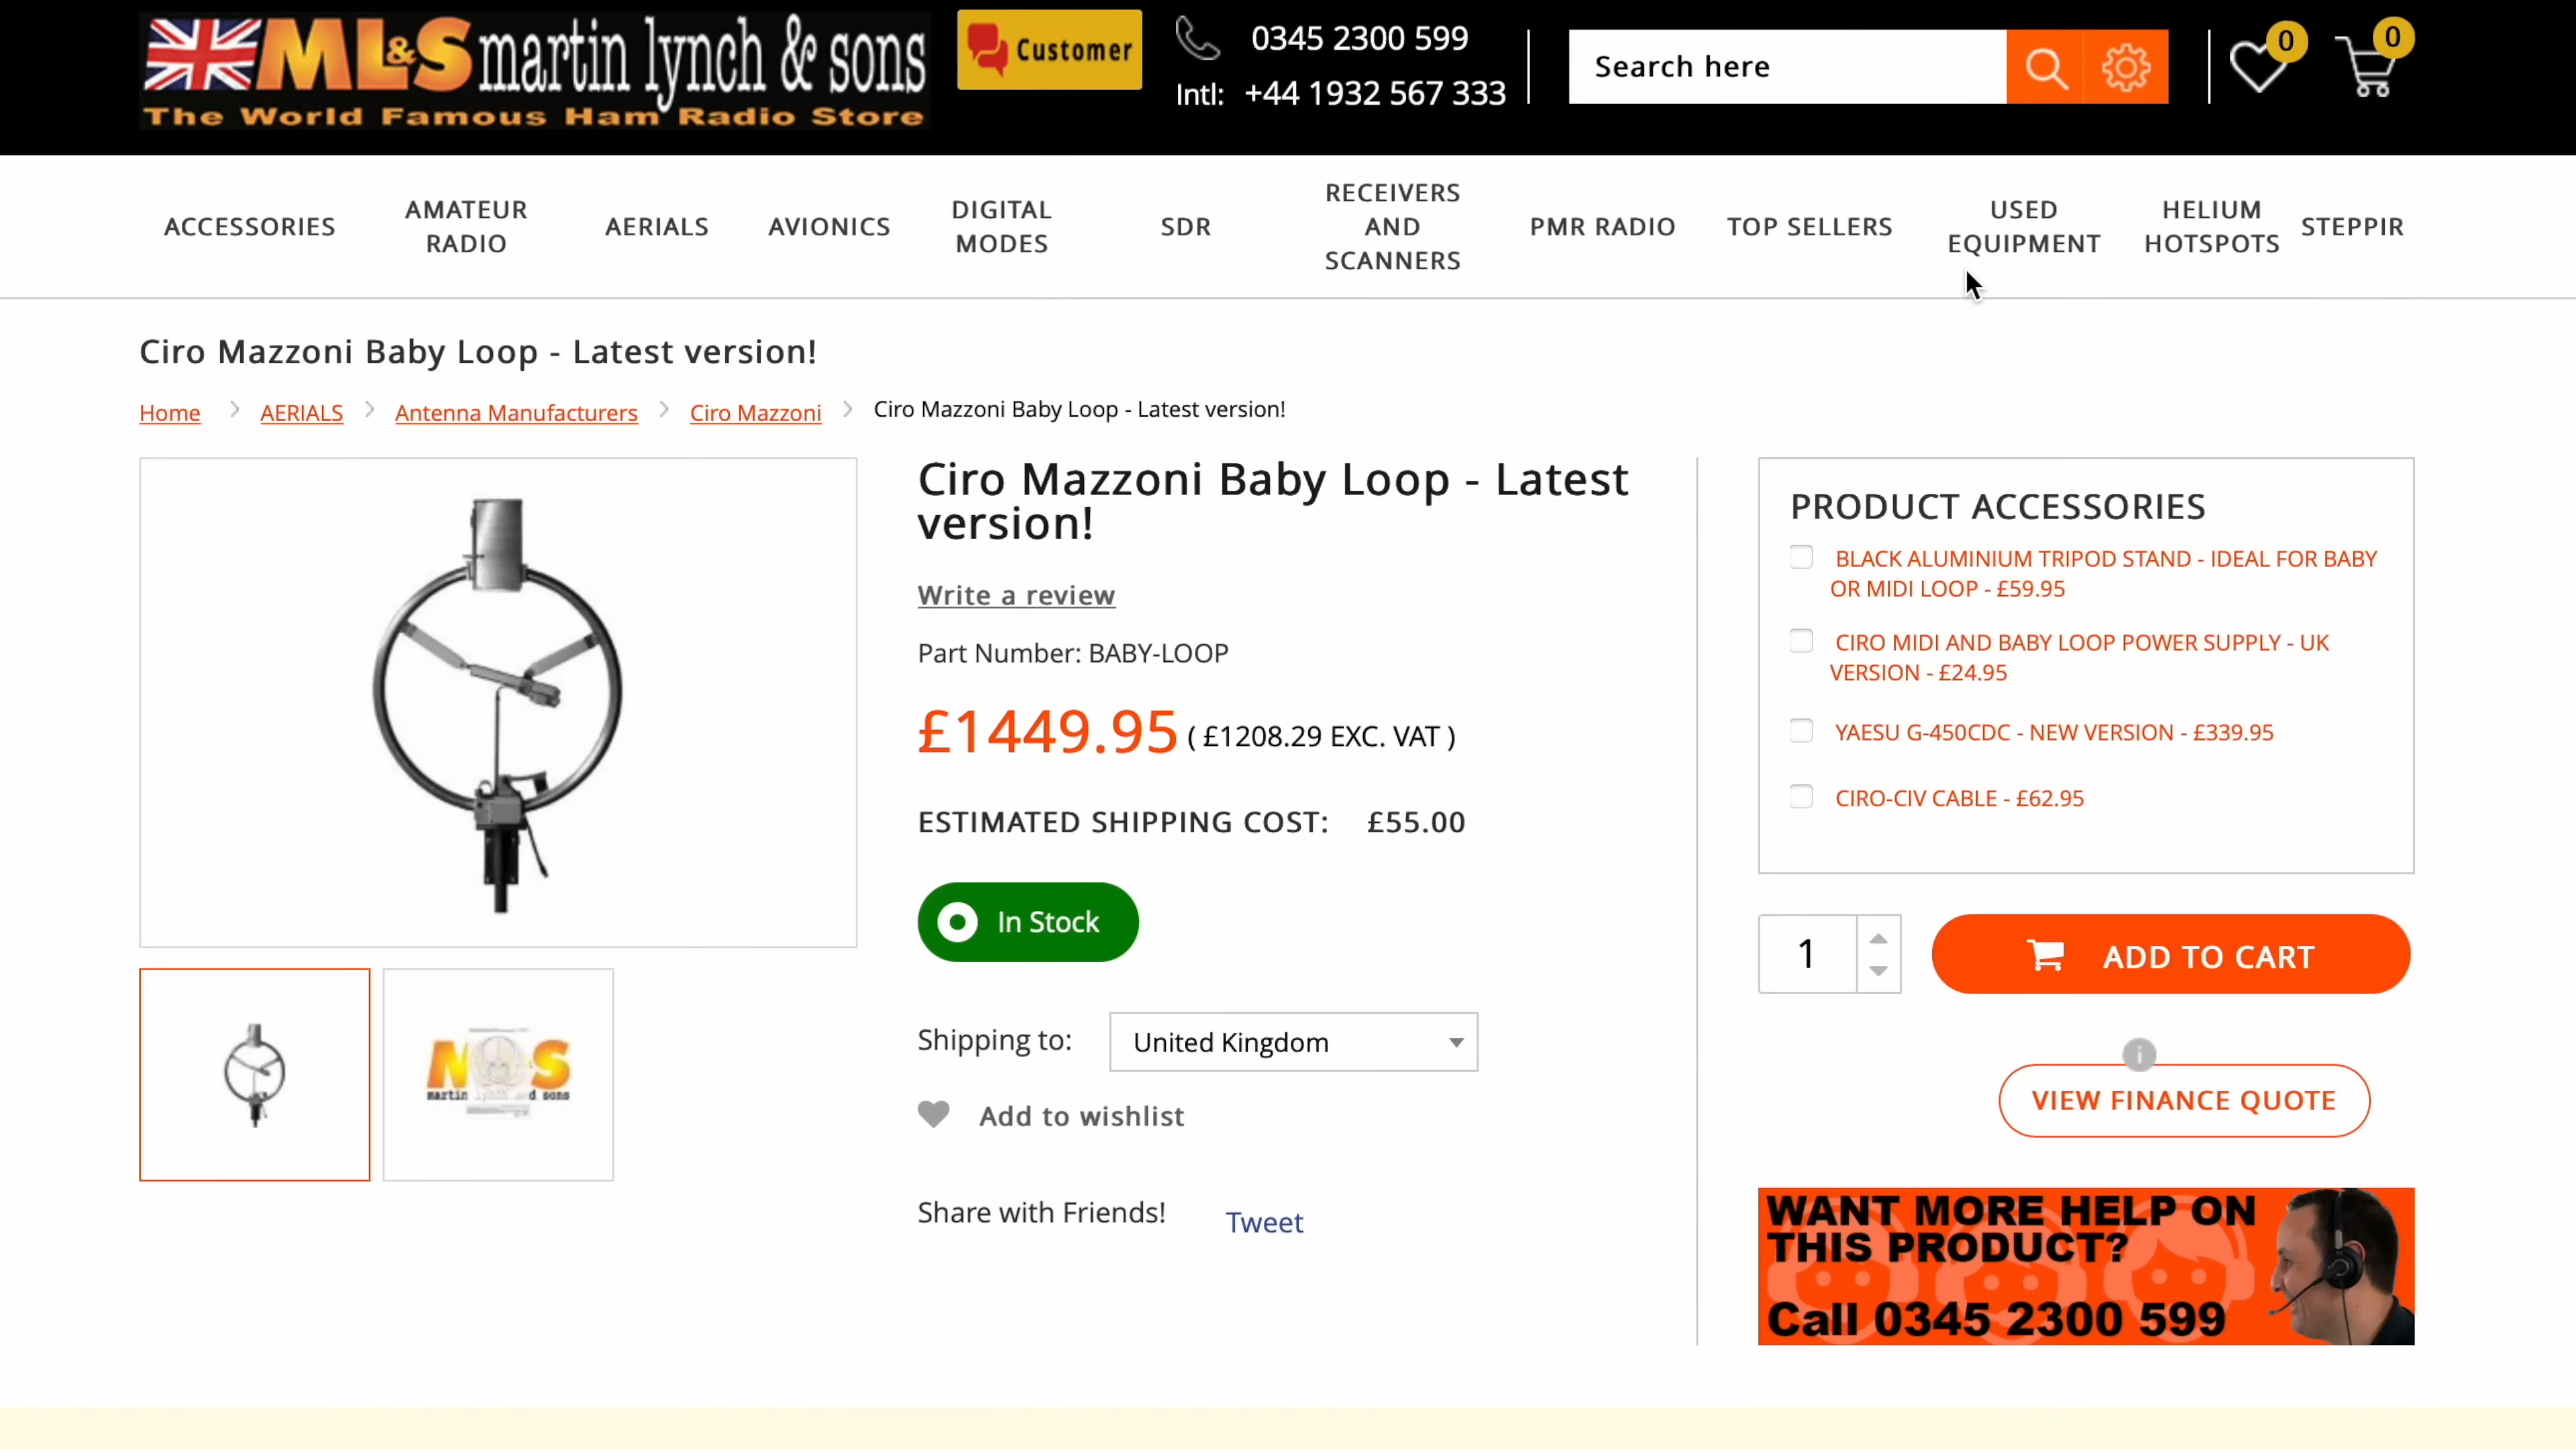 ML&S martin lynch & sons
The World Famous Ham Radio Store
Customer
0345 2300 599
Intl: +44 1932 567 333
Search here
0
0
ACCESSORIES
AMATEUR
RADIO
AERIALS
AVIONICS
DIGITAL
MODES
SDR
RECEIVERS
AND
SCANNERS
PMR RADIO
TOP SELLERS
USED
EQUIPMENT
HELIUM
HOTSPOTS
STEPPIR
Ciro Mazzoni Baby Loop - Latest version!
Home > AERIALS > Antenna Manufacturers > Ciro Mazzoni > Ciro Mazzoni Baby Loop - Latest version!
Ciro Mazzoni Baby Loop - Latest
version!
Write a review
Part Number: BABY-LOOP
£1449.95 ( £1208.29 EXC. VAT )
ESTIMATED SHIPPING COST: £55.00
In Stock
Shipping to: United Kingdom
Add to wishlist
Share with Friends! Tweet
PRODUCT ACCESSORIES
BLACK ALUMINIUM TRIPOD STAND - IDEAL FOR BABY
OR MIDI LOOP - £59.95
CIRO MIDI AND BABY LOOP POWER SUPPLY - UK
VERSION - £24.95
YAESU G-450CDC - NEW VERSION - £339.95
CIRO-CIV CABLE - £62.95
1
ADD TO CART
i
VIEW FINANCE QUOTE
WANT MORE HELP ON
THIS PRODUCT?
Call 0345 2300 599